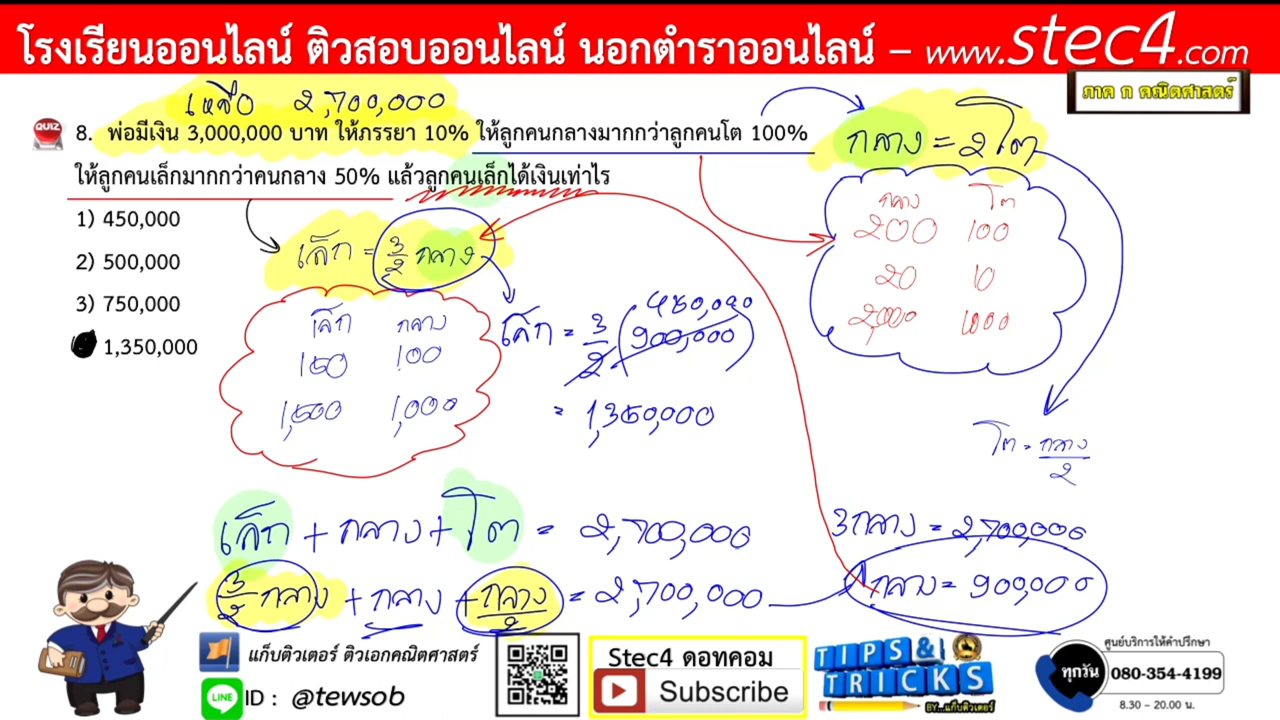 โรงเรียนออนไลน์ ติวสอบออนไลน์ นอกตำราออนไลน์ – www.stec4.com
ภาค ก คณิตศาสตร์
เหลือ 2,700,000
QUIZ
8. พ่อมีเงิน 3,000,000 บาท ให้ภรรยา 10% ให้ลูกคนกลางมากกว่าลูกคนโต 100%
ให้ลูกคนเล็กมากกว่าคนกลาง 50% แล้วลูกคนเล็กได้เงินเท่าไร
1) 450,000
2) 500,000
3) 750,000
1,350,000
กลาง = 2โต
กลาง โต
200 100
20 10
2,000 1000
โต = กลาง/2
เล็ก = 3/2 กลาง
เล็ก กลาง
150 100
1,500 1,000
450,000
เล็ก = 3/2 (900,000)
= 1,350,000
เล็ก + กลาง + โต = 2,700,000
3/2 กลาง + กลาง + กลาง/2 = 2,700,000
3กลาง = 2,700,000
1กลาง = 900,000
แก็บติวเตอร์ ติวเอกคณิตศาสตร์
LINE ID : @tewsob
Stec4 ดอทคอม
Subscribe
TIPS &
TRICKS
BY...แก็บติวเตอร์
ศูนย์บริการให้คำปรึกษา
ทุกวัน 080-354-4199
8.30 - 20.00 น.